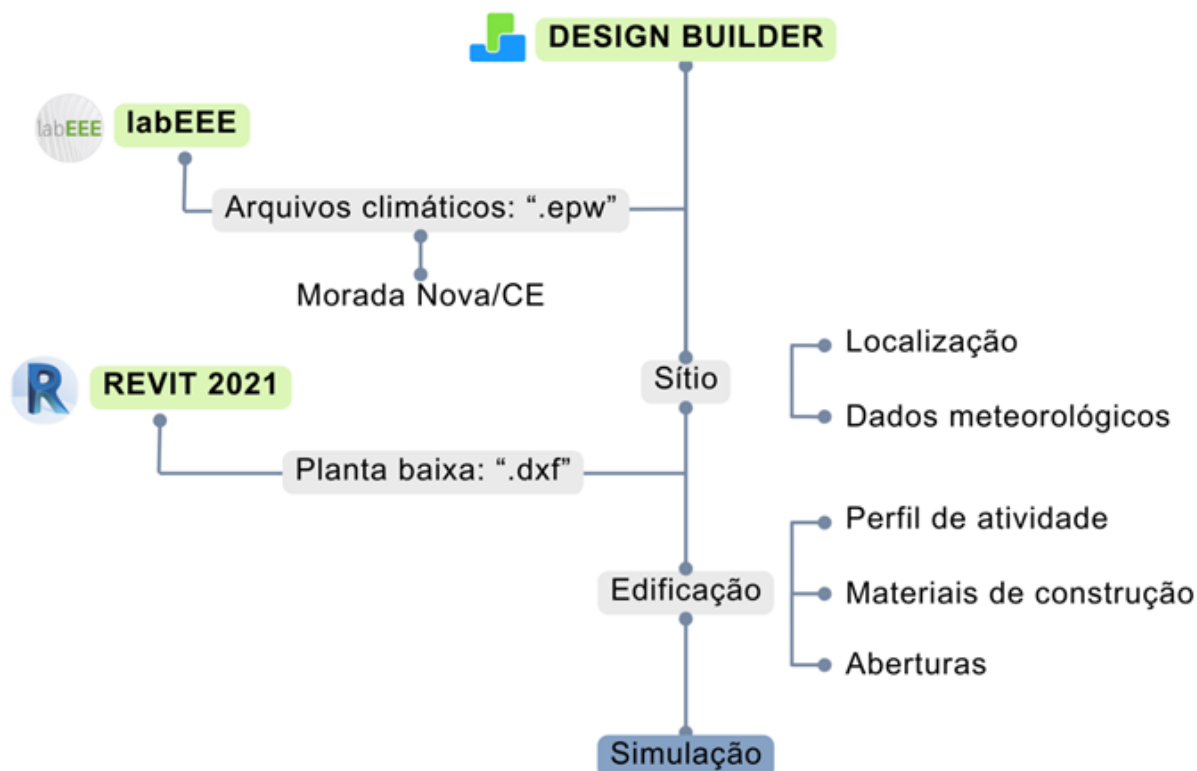 DESIGN BUILDER
labEEE
labEEE
Arquivos climáticos: “.epw”
Morada Nova/CE
Localização
R
REVIT 2021
Sítio
Dados meteorológicos
Planta baixa: “.dxf”
Perfil de atividade
Edificação
Materiais de construção
Aberturas
Simulação